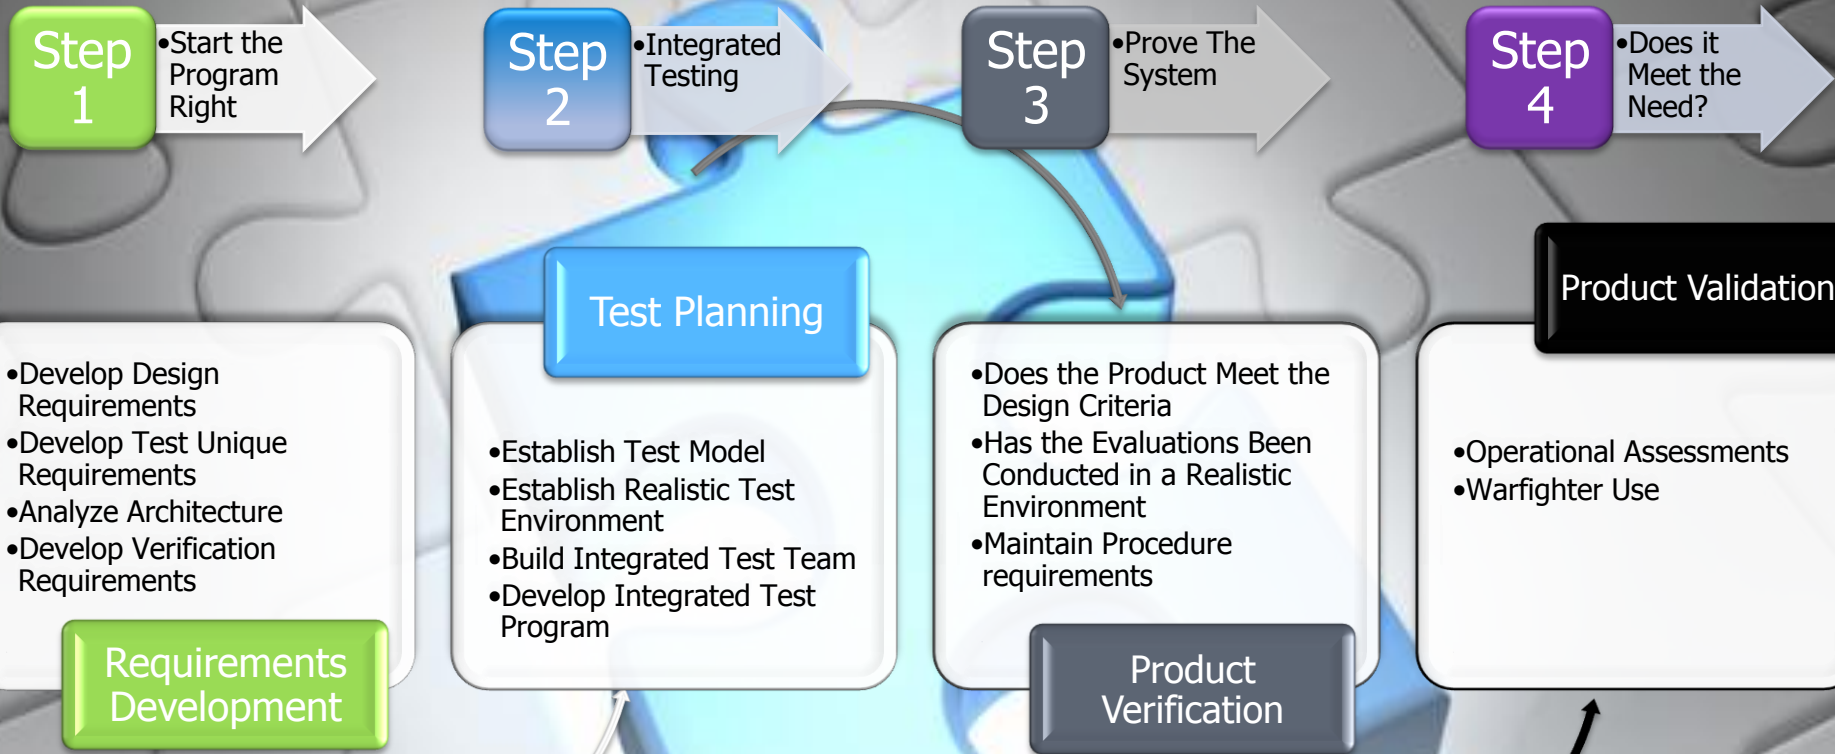 Step
1
•Start the
Program
Right
Step
2
•Integrated
Testing
Step
3
•Prove The
System
Step
4
•Does it
Meet the
Need?
•Develop Design
Requirements
•Develop Test Unique
Requirements
•Analyze Architecture
•Develop Verification
Requirements
Requirements
Development
Test Planning
•Establish Test Model
•Establish Realistic Test
Environment
•Build Integrated Test Team
•Develop Integrated Test
Program
•Does the Product Meet the
Design Criteria
•Has the Evaluations Been
Conducted in a Realistic
Environment
•Maintain Procedure
requirements
Product
Verification
Product Validation
•Operational Assessments
•Warfighter Use